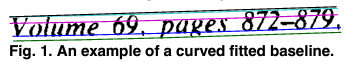 Volume 69, pages 872–879,
Fig. 1. An example of a curved fitted baseline.